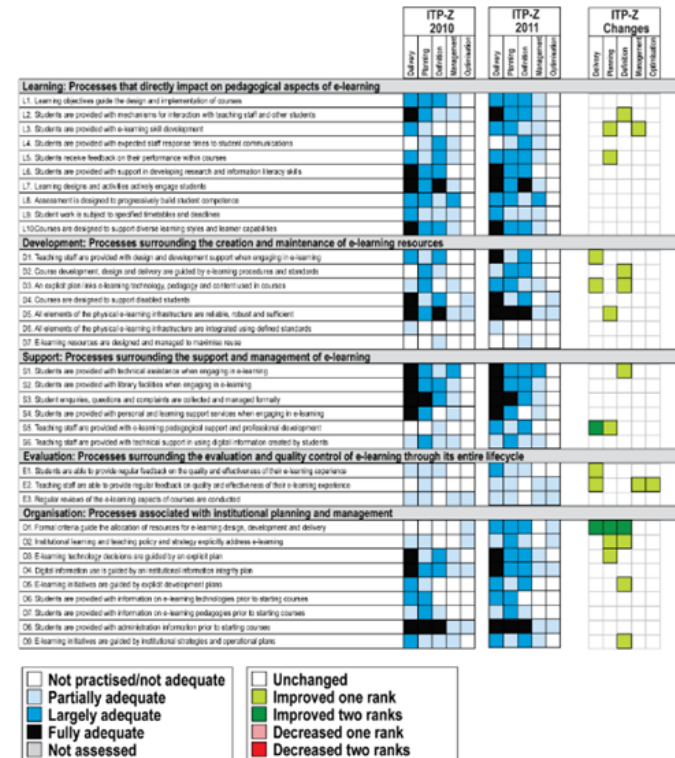 ITP-Z ITP-Z ITP-Z
2010 2011 Changes
Delivery Planning Definition Management Optimisation Delivery Planning Definition Management Optimisation Delivery Planning Definition Management Optimisation
Learning: Processes that directly impact on pedagogical aspects of e-learning
L1. Learning objectives guide the design and implementation of courses
L2. Students are provided with mechanisms for interaction with teaching staff and other students
L3. Students are provided with e-learning skill development
L4. Students are provided with expected staff response times to student communications
L5. Students receive feedback on their performance within courses
L6. Students are provided with support in developing research and information literacy skills
L7. Learning designs and activities actively engage students
L8. Assessment is designed to progressively build student competence
L9. Student work is subject to specified timetables and deadlines
L10 Courses are designed to support diverse learning styles and learner capabilities
Development: Processes surrounding the creation and maintenance of e-learning resources
D1. Teaching staff are provided with design and development support when engaging in e-learning
D2. Course development, design and delivery are guided by e-learning procedures and standards
D3. An explicit plan links e-learning technology, pedagogy and content used in courses
D4. Courses are designed to support disabled students
D5. All elements of the physical e-learning infrastructure are reliable, robust and sufficient
D6. All elements of the physical e-learning infrastructure are integrated using defined standards
D7. E-learning resources are designed and managed to maximise reuse
Support: Processes surrounding the support and management of e-learning
S1. Students are provided with technical assistance when engaging in e-learning
S2. Students are provided with library facilities when engaging in e-learning
S3. Student enquiries, questions and complaints are collected and managed formally
S4. Students are provided with personal and learning support services when engaging in e-learning
S5. Teaching staff are provided with e-learning pedagogical support and professional development
S6. Teaching staff are provided with technical support in using digital information created by students
Evaluation: Processes surrounding the evaluation and quality control of e-learning through its entire lifecycle
E1. Students are able to provide regular feedback on the quality and effectiveness of their e-learning experience
E2. Teaching staff are able to provide regular feedback on quality and effectiveness of their e-learning experience
E3. Regular reviews of the e-learning aspects of courses are conducted
Organisation: Processes associated with institutional planning and management
O1. Formal criteria guide the allocation of resources for e-learning design, development and delivery
O2. Institutional learning and teaching policy and strategy explicitly address e-learning
O3. E-learning technology decisions are guided by an explicit plan
O4. Digital information use is guided by an institutional information integrity plan
O5. E-learning initiatives are guided by explicit development plans
O6. Students are provided with information on e-learning technologies prior to starting courses
O7. Students are provided with information on e-learning pedagogies prior to starting courses
O8. Students are provided with administration information prior to starting courses
O9. E-learning initiatives are guided by institutional strategies and operational plans
Not practised/not adequate Unchanged
Partially adequate Improved one rank
Largely adequate Improved two ranks
Fully adequate Decreased one rank
Not assessed Decreased two ranks